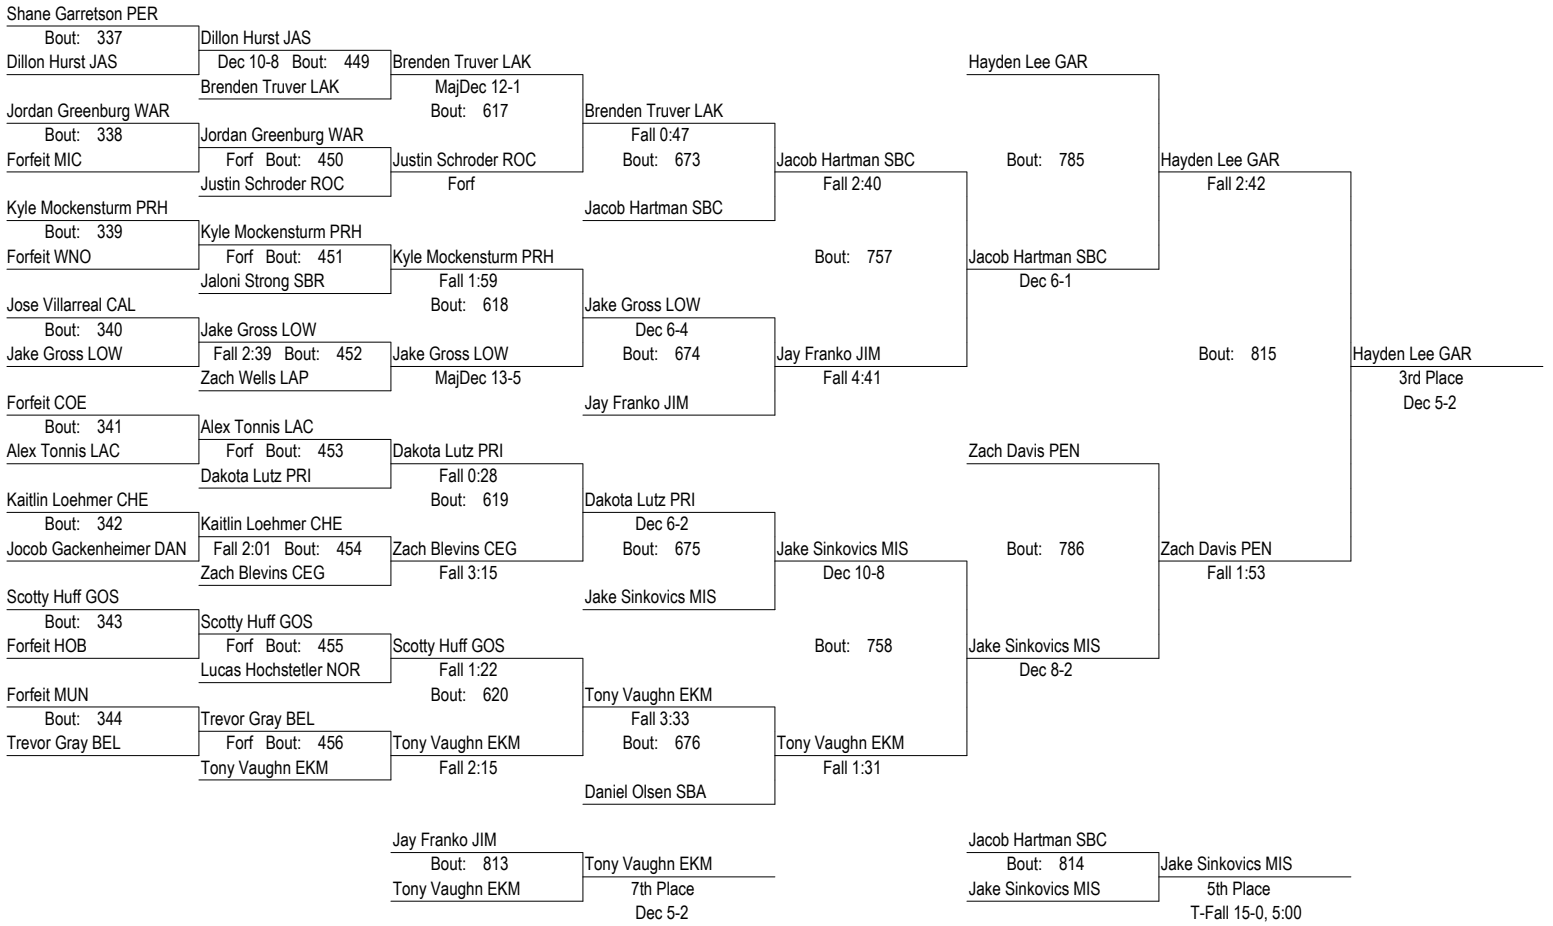 Shane Garretson PER
Bout: 337
Dillon Hurst JAS
Dillon Hurst JAS
Dec 10-8 Bout: 449
Brenden Truver LAK
Brenden Truver LAK
MajDec 12-1
Bout: 617
Jordan Greenburg WAR
Bout: 338
Forfeit MIC
Jordan Greenburg WAR
Forf Bout: 450
Justin Schroder ROC
Justin Schroder ROC
Forf
Brenden Truver LAK
Fall 0:47
Bout: 673
Jacob Hartman SBC
Jacob Hartman SBC
Fall 2:40
Kyle Mockensturm PRH
Bout: 339
Forfeit WNO
Kyle Mockensturm PRH
Forf Bout: 451
Jaloni Strong SBR
Kyle Mockensturm PRH
Fall 1:59
Bout: 618
Jose Villarreal CAL
Bout: 340
Jake Gross LOW
Jake Gross LOW
Fall 2:39 Bout: 452
Zach Wells LAP
Jake Gross LOW
MajDec 13-5
Jake Gross LOW
Dec 6-4
Bout: 674
Jay Franko JIM
Jay Franko JIM
Fall 4:41
Bout: 757
Hayden Lee GAR
Bout: 785
Jacob Hartman SBC
Dec 6-1
Hayden Lee GAR
Fall 2:42
Forfeit COE
Bout: 341
Alex Tonnis LAC
Alex Tonnis LAC
Forf Bout: 453
Dakota Lutz PRI
Dakota Lutz PRI
Fall 0:28
Bout: 619
Kaitlin Loehmer CHE
Bout: 342
Jocob Gackenheimer DAN
Kaitlin Loehmer CHE
Fall 2:01 Bout: 454
Zach Blevins CEG
Zach Blevins CEG
Fall 3:15
Dakota Lutz PRI
Dec 6-2
Bout: 675
Jake Sinkovics MIS
Jake Sinkovics MIS
Dec 10-8
Scotty Huff GOS
Bout: 343
Forfeit HOB
Scotty Huff GOS
Forf Bout: 455
Lucas Hochstetler NOR
Scotty Huff GOS
Fall 1:22
Bout: 620
Forfeit MUN
Bout: 344
Trevor Gray BEL
Trevor Gray BEL
Forf Bout: 456
Tony Vaughn EKM
Tony Vaughn EKM
Fall 2:15
Tony Vaughn EKM
Fall 3:33
Bout: 676
Daniel Olsen SBA
Tony Vaughn EKM
Fall 1:31
Bout: 758
Zach Davis PEN
Bout: 786
Jake Sinkovics MIS
Dec 8-2
Zach Davis PEN
Fall 1:53
Bout: 815
Hayden Lee GAR
3rd Place
Dec 5-2
Jay Franko JIM
Bout: 813
Tony Vaughn EKM
Tony Vaughn EKM
7th Place
Dec 5-2
Jacob Hartman SBC
Bout: 814
Jake Sinkovics MIS
Jake Sinkovics MIS
5th Place
T-Fall 15-0, 5:00